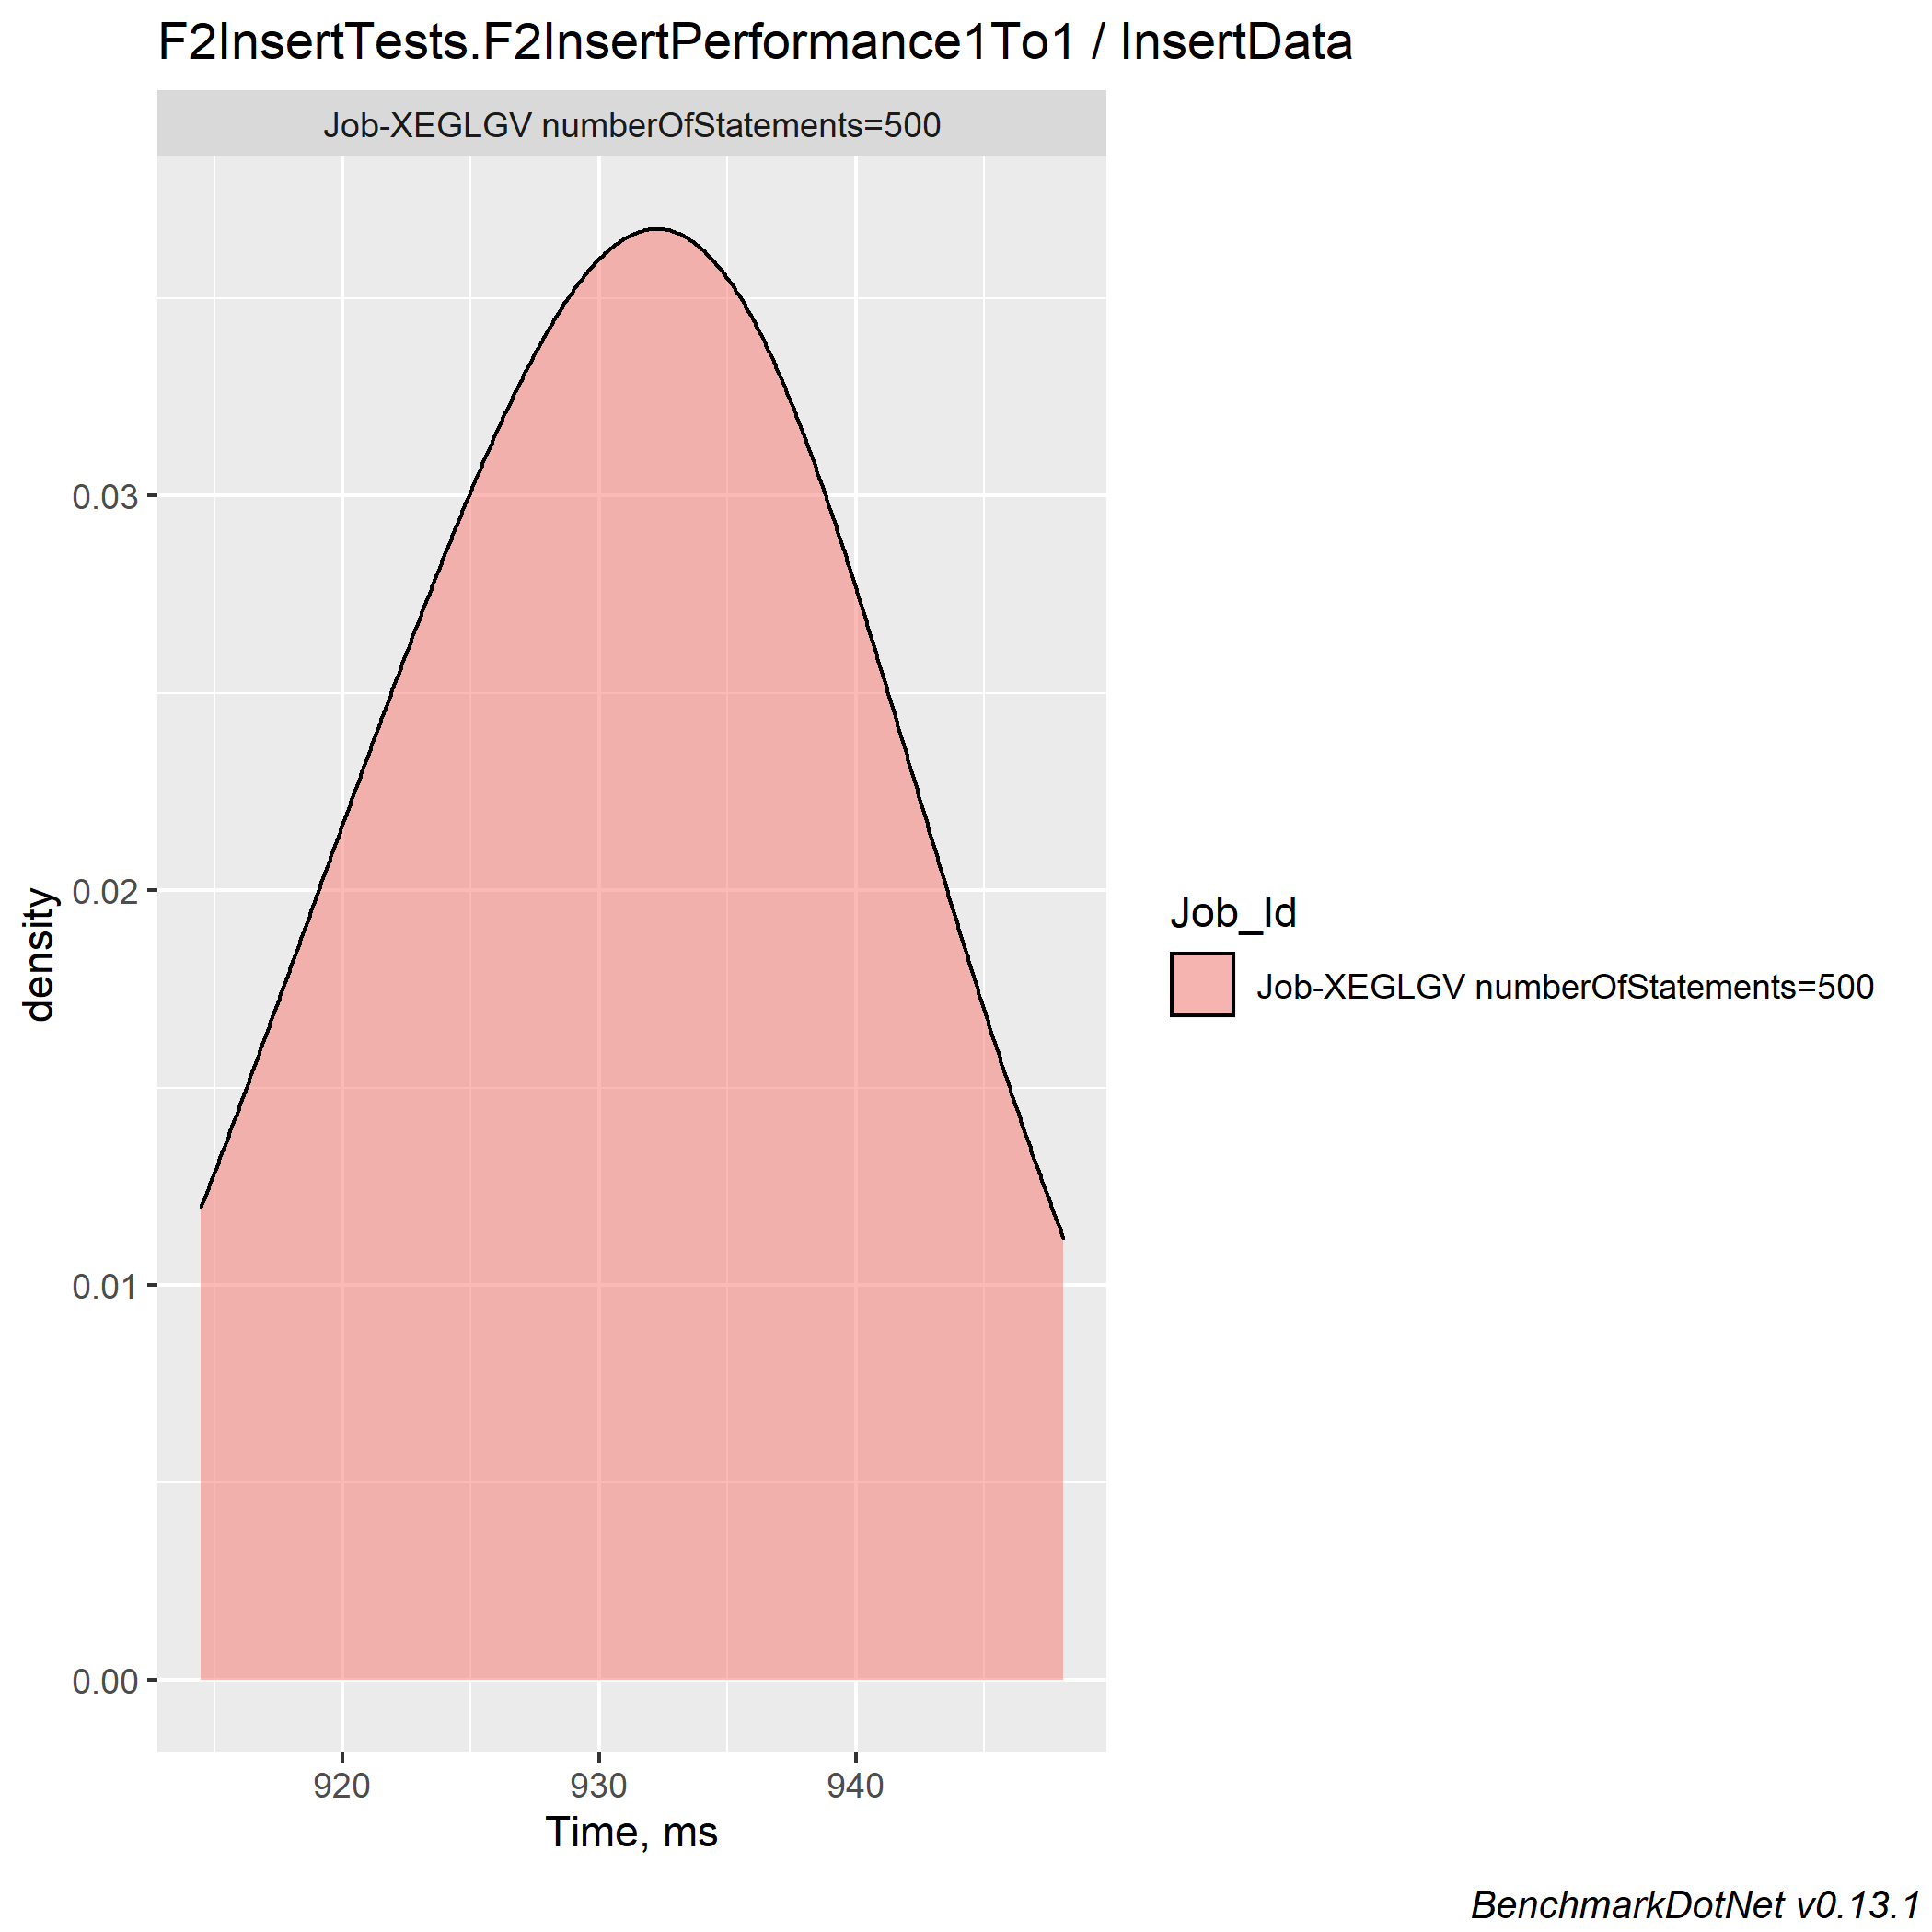 F2InsertTests.F2InsertPerformance1To1 / InsertData
Job-XEGLGV numberOfStatements=500
0.03
0.02
0.01
0.00
density
920 930 940
Time, ms
Job_Id
Job-XEGLGV numberOfStatements=500
BenchmarkDotNet v0.13.1